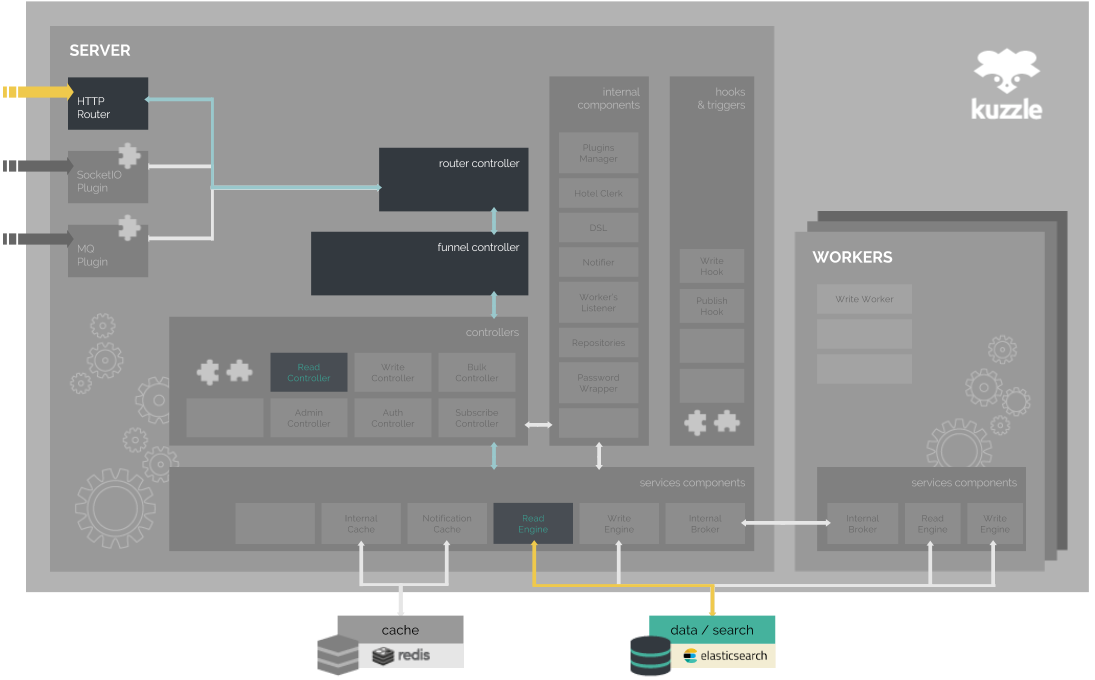 SERVER
HTTP
Router
SocketIO
Plugin
MQ
Plugin
router controller
funnel controller
controllers
Read
Controller
Write
Controller
Bulk
Controller
Admin
Controller
Auth
Controller
Subscribe
Controller
internal
components
Plugins
Manager
Hotel Clerk
DSL
Notifier
Worker's
Listener
Repositories
Password
Wrapper
hooks
& triggers
Write
Hook
Publish
Hook
services components
Internal
Cache
Notification
Cache
Read
Engine
Write
Engine
Internal
Broker
kuzzle
WORKERS
Write Worker
services components
Internal
Broker
Read
Engine
Write
Engine
cache
redis
data / search
elasticsearch